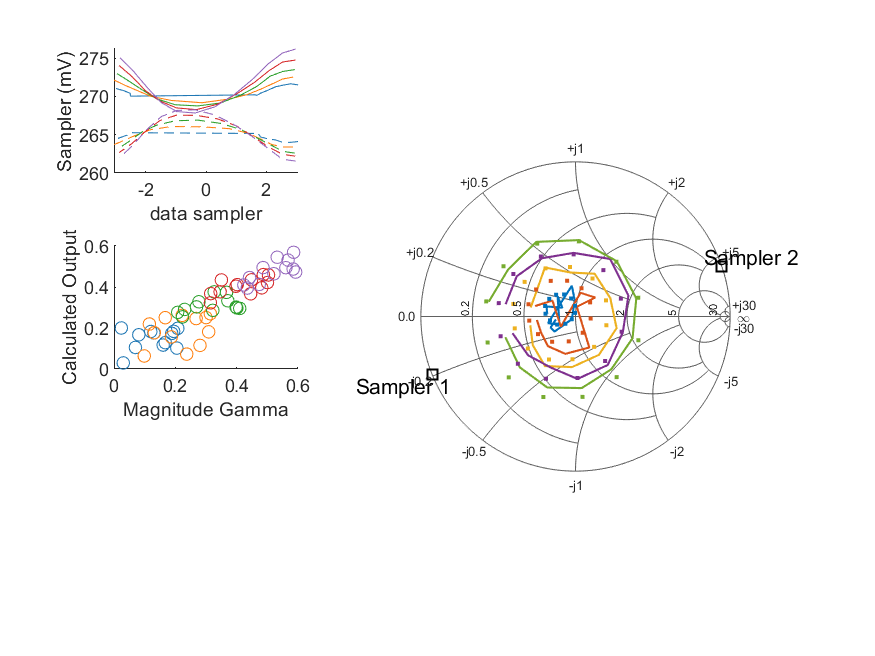 275
270
265
260
Sampler (mV)
-2 0 2
data sampler
0.6
0.4
0.2
0
Calculated Output
0 0.2 0.4 0.6
Magnitude Gamma
+j1
+j0.5 +j2
+j0.2 +j5
Sampler 2
0.0 0.2 0.5 1 2 5 30 ∞
+j30
-j30
-j0.2 -j5
Sampler 1
-j0.5 -j2
-j1